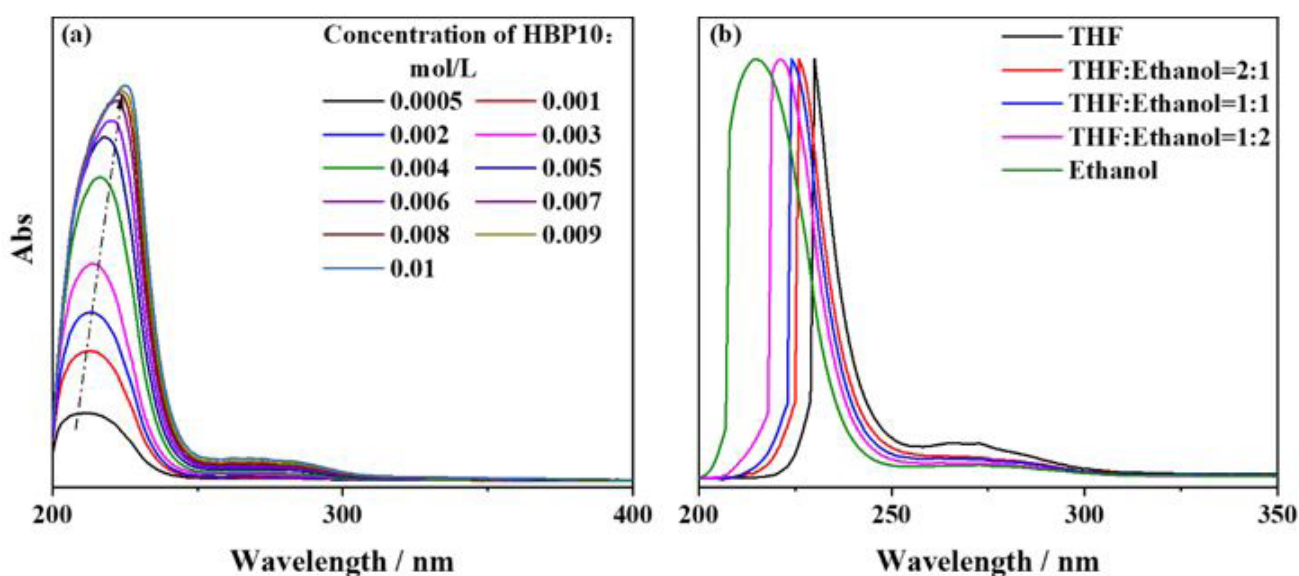 (a)
Concentration of HBP10:
mol/L
0.0005 0.001
0.002 0.003
0.004 0.005
0.006 0.007
0.008 0.009
0.01
Abs
200 300 400
Wavelength / nm
(b)
THF
THF:Ethanol=2:1
THF:Ethanol=1:1
THF:Ethanol=1:2
Ethanol
200 250 300 350
Wavelength / nm